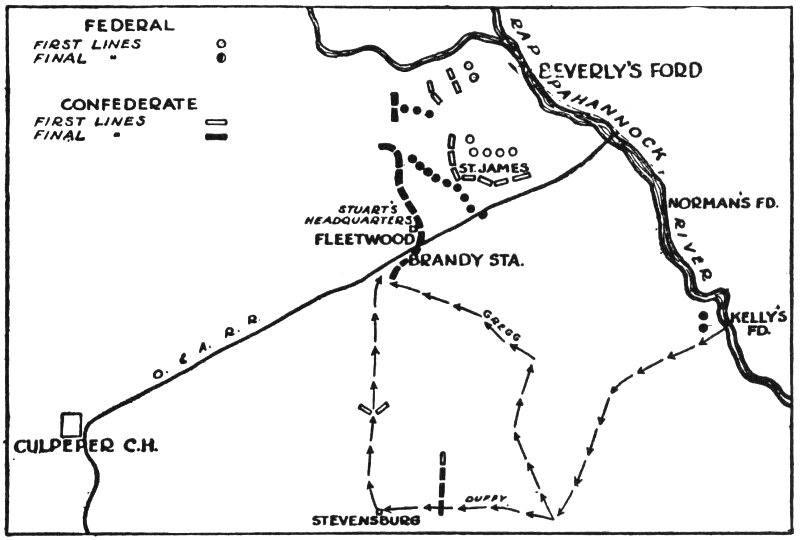 FEDERAL
FIRST LINES
FINAL "
CONFEDERATE
FIRST LINES
FINAL "
RAPPAHANNOCK RIVER
BEVERLY'S FORD
ST. JAMES
NORMAN'S FD.
STUART'S
HEADQUARTERS
FLEETWOOD
BRANDY STA.
KELLY'S
FD.
GREGG
O. & A. R.R.
CULPEPER C.H.
DUFFY
STEVENSBURG